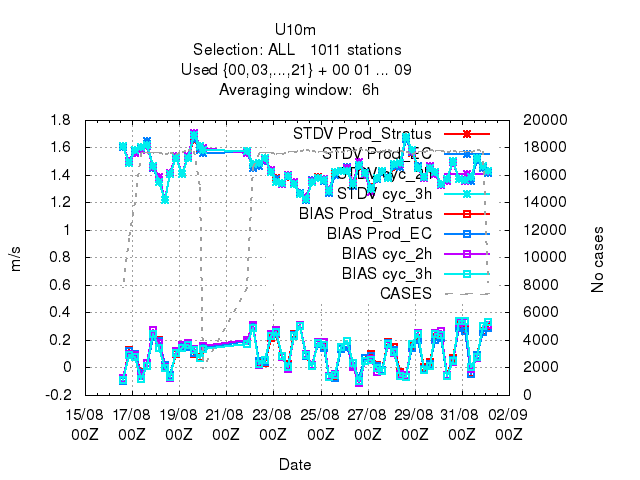 U10m
Selection: ALL   1011 stations
Used {00,03,...,21} + 00 01 ... 09
Averaging window:  6h
1.8
1.6
1.4
1.2
1
0.8
0.6
0.4
0.2
0
-0.2
m/s
STDV Prod_Stratus
STDV Prod_EC
STDV cyc_2h
STDV cyc_3h
BIAS Prod_Stratus
BIAS Prod_EC
BIAS cyc_2h
BIAS cyc_3h
CASES
20000
18000
16000
14000
12000
10000
8000
6000
4000
2000
0
No cases
15/08 17/08 19/08 21/08 23/08 25/08 27/08 29/08 31/08 02/09
00Z 00Z 00Z 00Z 00Z 00Z 00Z 00Z 00Z 00Z
Date